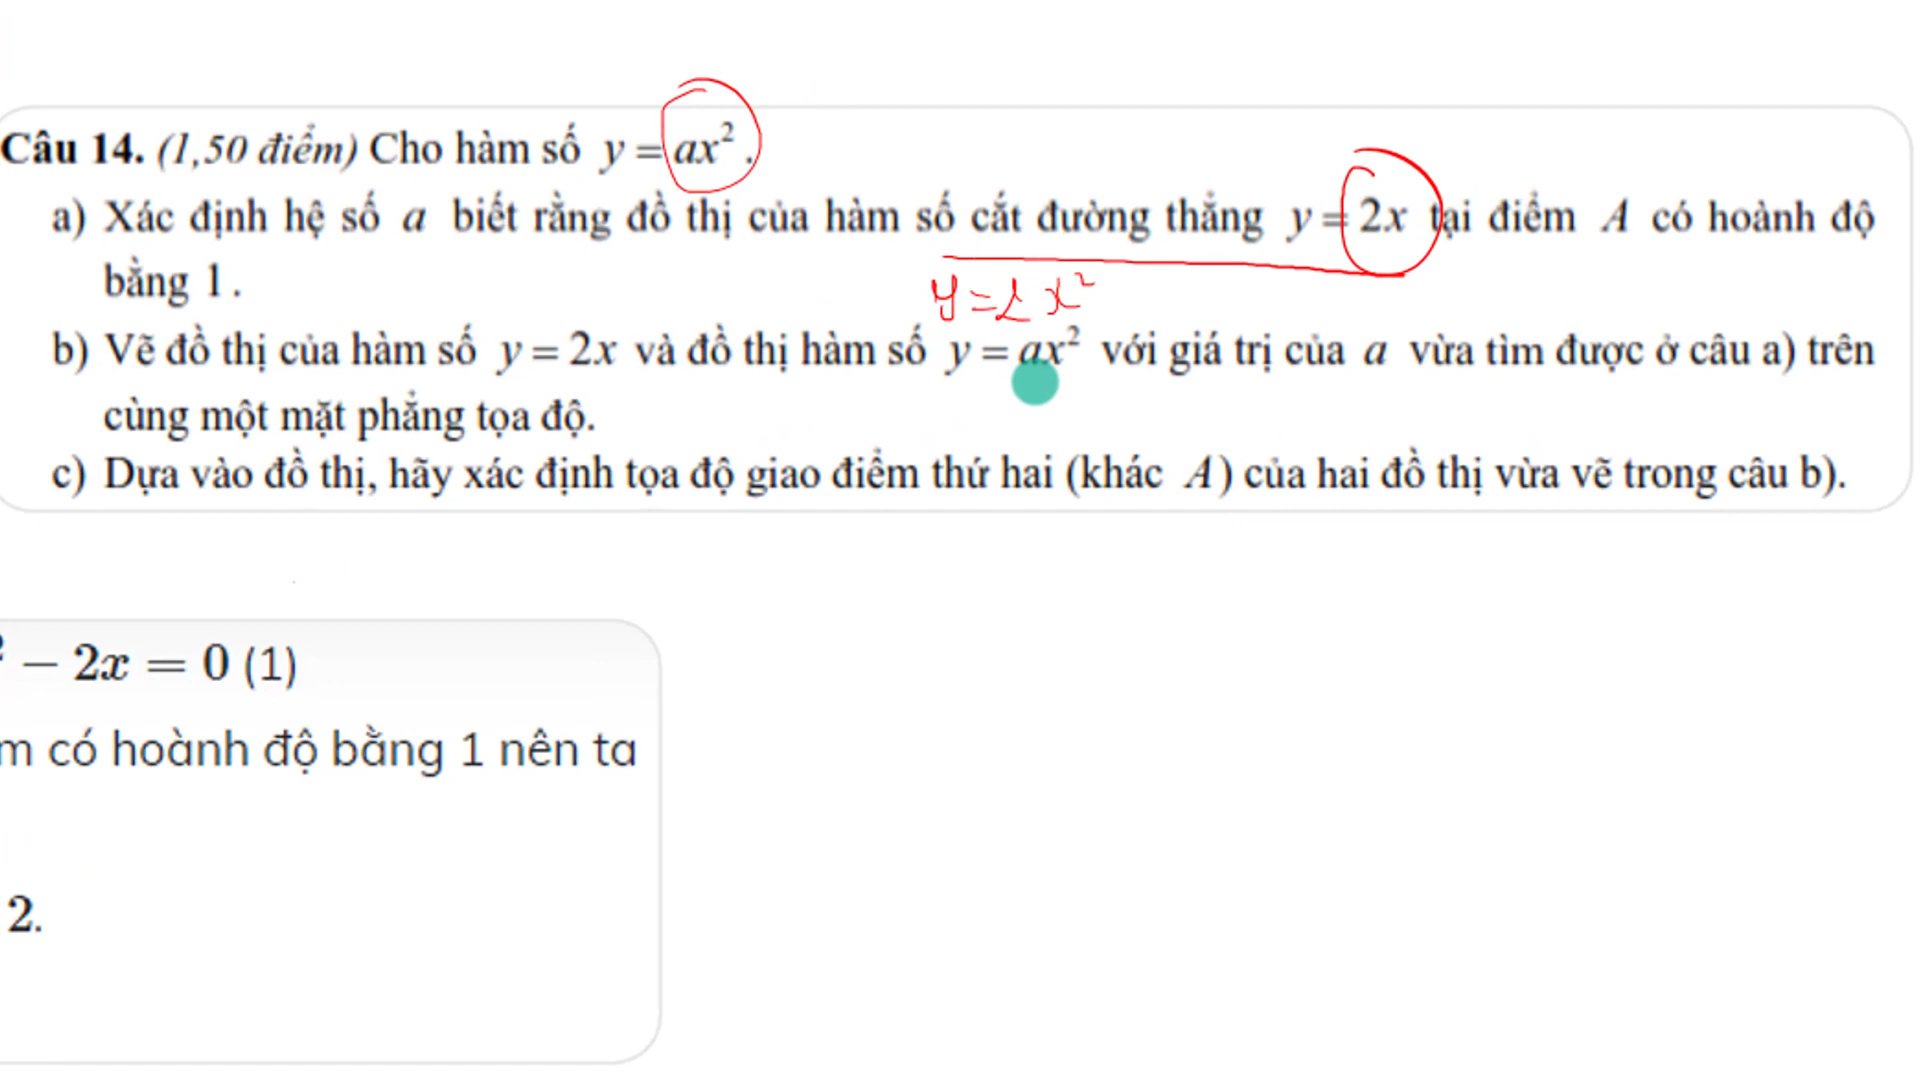 Câu 14. (1,50 điểm) Cho hàm số y = ax².
a) Xác định hệ số a biết rằng đồ thị của hàm số cắt đường thẳng y = 2x tại điểm A có hoành độ
bằng 1.
y = 2x²
b) Vẽ đồ thị của hàm số y = 2x và đồ thị hàm số y = ax² với giá trị của a vừa tìm được ở câu a) trên
cùng một mặt phẳng tọa độ.
c) Dựa vào đồ thị, hãy xác định tọa độ giao điểm thứ hai (khác A) của hai đồ thị vừa vẽ trong câu b).
² − 2x = 0 (1)
m có hoành độ bằng 1 nên ta
2.